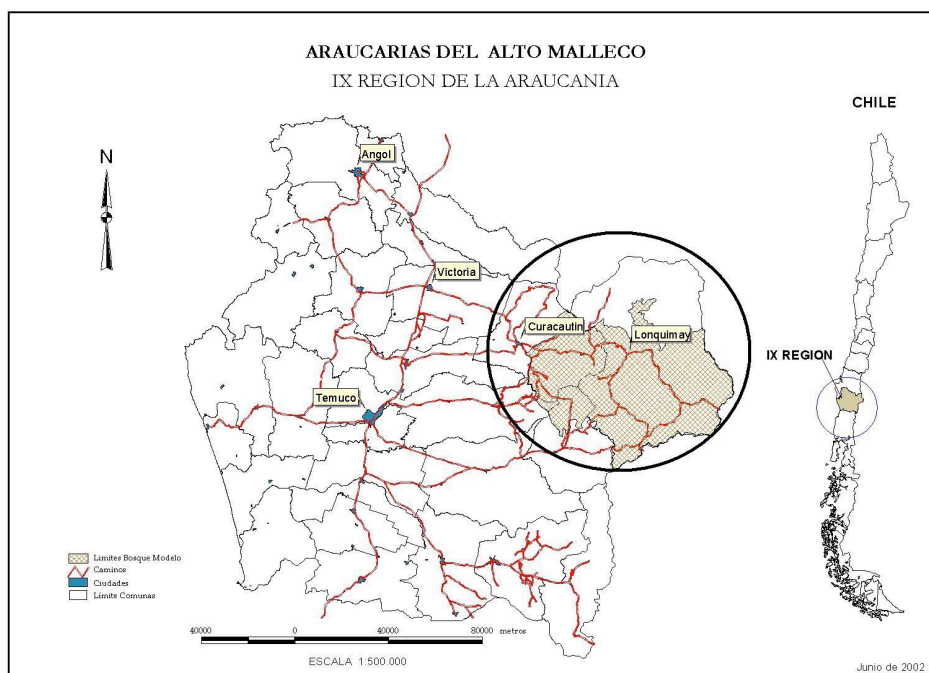 ARAUCARIAS DEL ALTO MALLECO
IX REGION DE LA ARAUCANIA
CHILE
N
Angol
Victoria
Curacautin
Lonquimay
IX REGION
Temuco
Limites Bosque Modelo
Caminos
Ciudades
Límite Comunas
40000 0 40000 80000 metros
ESCALA 1:500.000
Junio de 2002